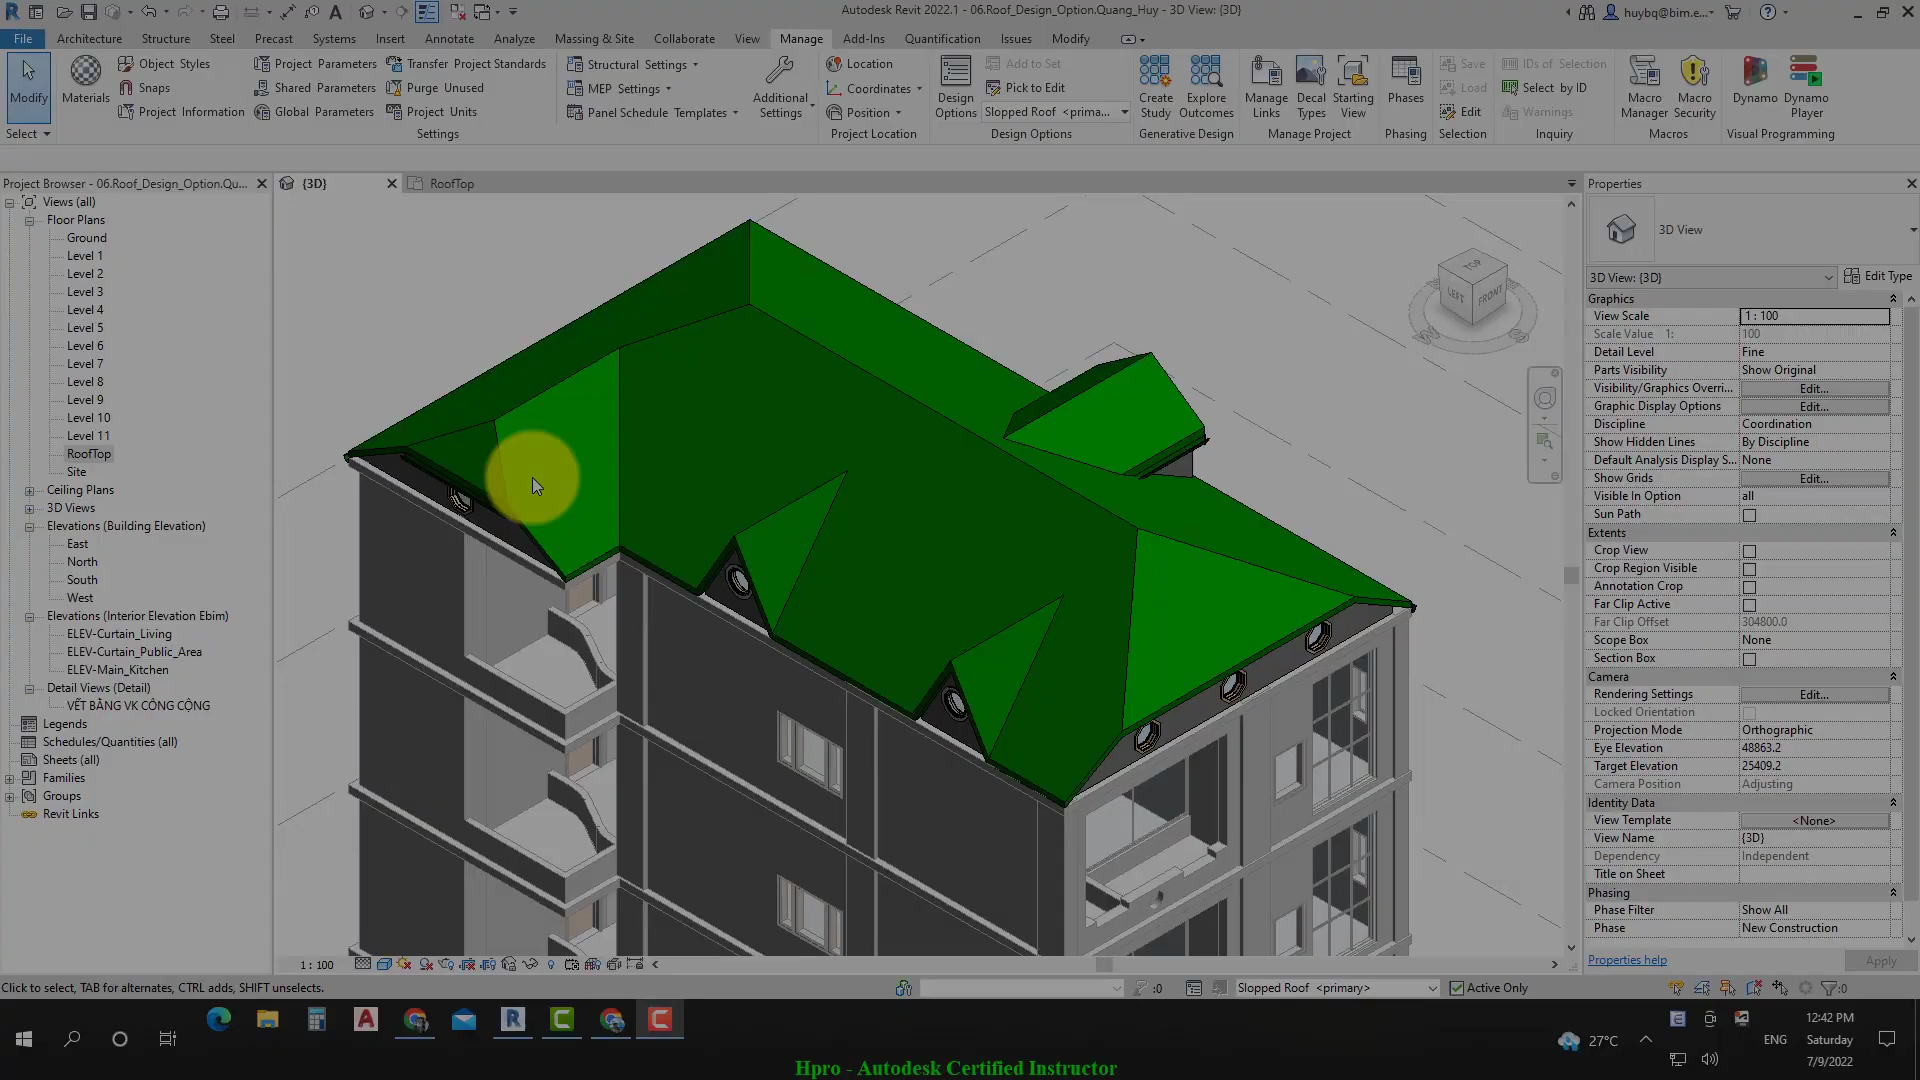 Autodesk Revit 2022.1 - 06.Roof_Design_Option.Quang_Huy - 3D View: {3D}
huybq@bim.e...
File Architecture Structure Steel Precast Systems Insert Annotate Analyze Massing & Site Collaborate View Manage Add-Ins Quantification Issues Modify
Modify
Select
Materials
Object Styles
Snaps
Project Information
Project Parameters
Shared Parameters
Global Parameters
Transfer Project Standards
Purge Unused
Project Units
Settings
Structural Settings
MEP Settings
Panel Schedule Templates
Additional
Settings
Location
Coordinates
Position
Project Location
Design
Options
Add to Set
Pick to Edit
Slopped Roof <prima...
Design Options
Create
Study
Explore
Outcomes
Generative Design
Manage
Links
Decal
Types
Starting
View
Manage Project
Phases
Phasing
Save
Load
Edit
Selection
IDs of Selection
Select by ID
Warnings
Inquiry
Macro
Manager
Macro
Security
Macros
Dynamo
Dynamo
Player
Visual Programming
Project Browser - 06.Roof_Design_Option.Qu...
Views (all)
Floor Plans
Ground
Level 1
Level 2
Level 3
Level 4
Level 5
Level 6
Level 7
Level 8
Level 9
Level 10
Level 11
RoofTop
Site
Ceiling Plans
3D Views
Elevations (Building Elevation)
East
North
South
West
Elevations (Interior Elevation Ebim)
ELEV-Curtain_Living
ELEV-Curtain_Public_Area
ELEV-Main_Kitchen
Detail Views (Detail)
VẾT BẰNG VK CÔNG CỘNG
Legends
Schedules/Quantities (all)
Sheets (all)
Families
Groups
Revit Links
{3D}
RoofTop
TOP
LEFT
FRONT
Properties
3D View
3D View: {3D}
Edit Type
Graphics
View Scale 1 : 100
Scale Value 1: 100
Detail Level Fine
Parts Visibility Show Original
Visibility/Graphics Overri... Edit...
Graphic Display Options Edit...
Discipline Coordination
Show Hidden Lines By Discipline
Default Analysis Display S... None
Show Grids Edit...
Visible In Option all
Sun Path
Extents
Crop View
Crop Region Visible
Annotation Crop
Far Clip Active
Far Clip Offset 304800.0
Scope Box None
Section Box
Camera
Rendering Settings Edit...
Locked Orientation
Projection Mode Orthographic
Eye Elevation 48863.2
Target Elevation 25409.2
Camera Position Adjusting
Identity Data
View Template <None>
View Name {3D}
Dependency Independent
Title on Sheet
Phasing
Phase Filter Show All
Phase New Construction
Properties help
Apply
1 : 100
Click to select, TAB for alternates, CTRL adds, SHIFT unselects.
:0
Slopped Roof <primary>
Active Only
:0
27°C
ENG
12:42 PM
Saturday
7/9/2022
Hpro - Autodesk Certified Instructor